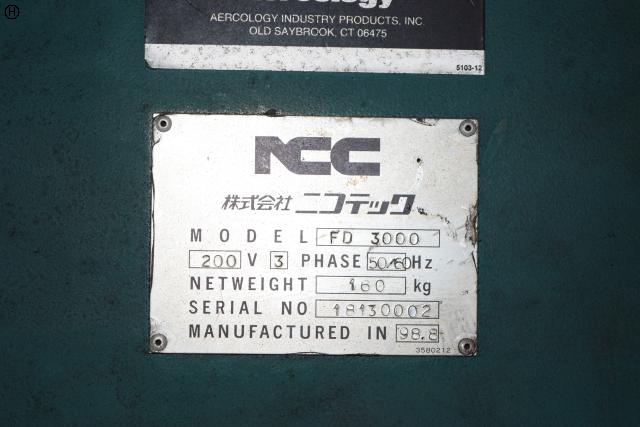 Ⓗ
AERCOLOGY INDUSTRY PRODUCTS, INC.
OLD SAYBROOK, CT 06475
5103-12
NCC
株式会社 ニコテック
MODEL FD 3000
200 V 3 PHASE 50/60 Hz
NETWEIGHT 160 kg
SERIAL NO 18130002
MANUFACTURED IN 98.8
3580212